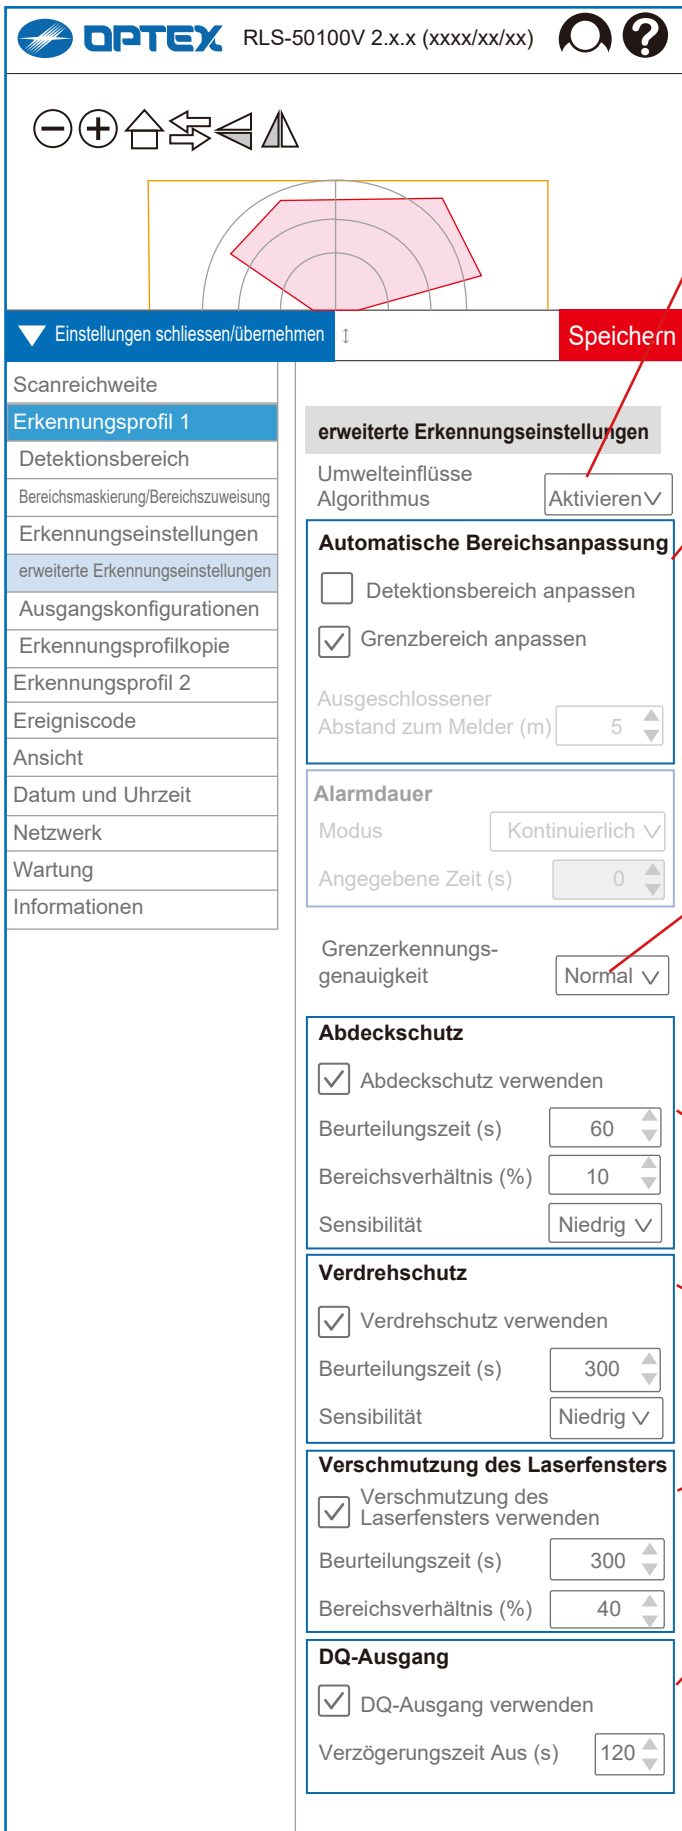 OPTEX RLS-50100V 2.x.x (xxxx/xx/xx) ?
Einstellungen schliessen/übernehmen Speichern
Scanreichweite
Erkennungsprofil 1
Detektionsbereich
Bereichsmaskierung/Bereichszuweisung
Erkennungseinstellungen
erweiterte Erkennungseinstellungen
Ausgangskonfigurationen
Erkennungsprofilkopie
Erkennungsprofil 2
Ereigniscode
Ansicht
Datum und Uhrzeit
Netzwerk
Wartung
Informationen
erweiterte Erkennungseinstellungen
Umwelteinflüsse
Algorithmus Aktivieren
Automatische Bereichsanpassung
Detektionsbereich anpassen
Grenzbereich anpassen
Ausgeschlossener
Abstand zum Melder (m) 5
Alarmdauer
Modus Kontinuierlich
Angegebene Zeit (s) 0
Grenzerkennungs-
genauigkeit Normal
Abdeckschutz
Abdeckschutz verwenden
Beurteilungszeit (s) 60
Bereichsverhältnis (%) 10
Sensibilität Niedrig
Verdrehschutz
Verdrehschutz verwenden
Beurteilungszeit (s) 300
Sensibilität Niedrig
Verschmutzung des Laserfensters
Verschmutzung des
Laserfensters verwenden
Beurteilungszeit (s) 300
Bereichsverhältnis (%) 40
DQ-Ausgang
DQ-Ausgang verwenden
Verzögerungszeit Aus (s) 120